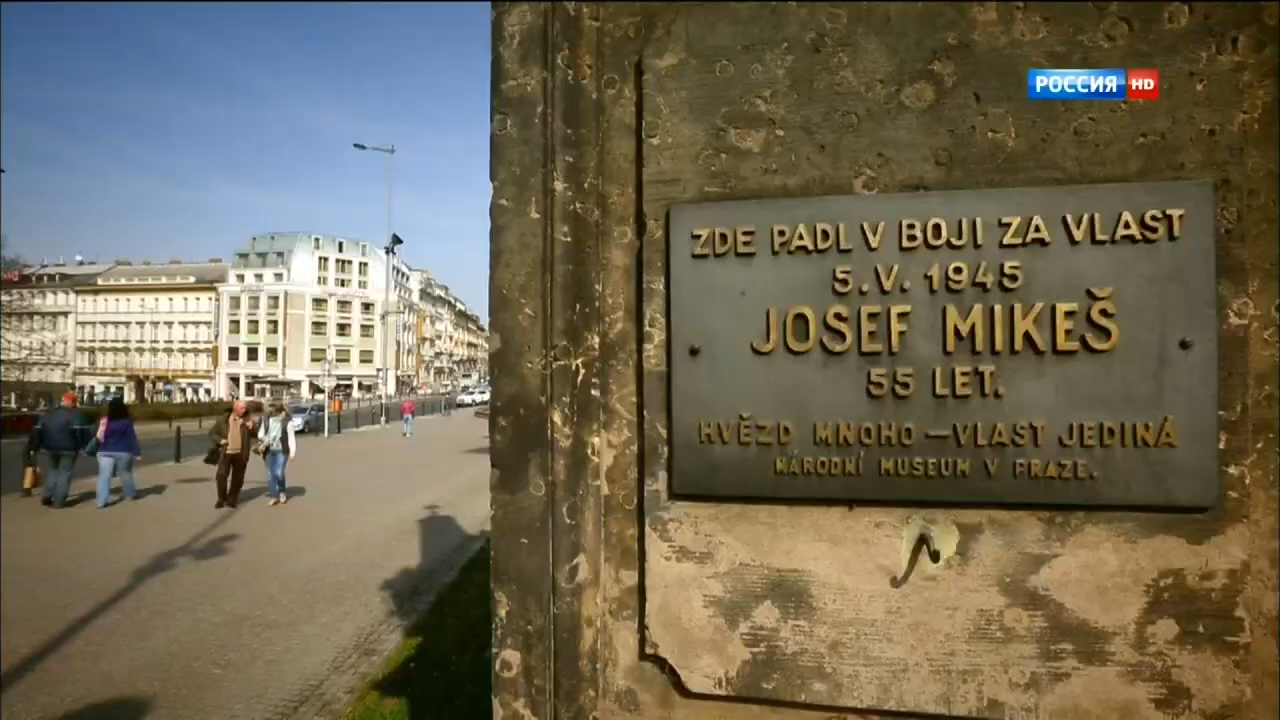 РОССИЯ HD
ZDE PADL V BOJI ZA VLAST
5.V. 1945
JOSEF MIKEŠ
55 LET.
HVĚZD MNOHO — VLAST JEDINÁ
NÁRODNÍ MUSEUM V PRAZE.